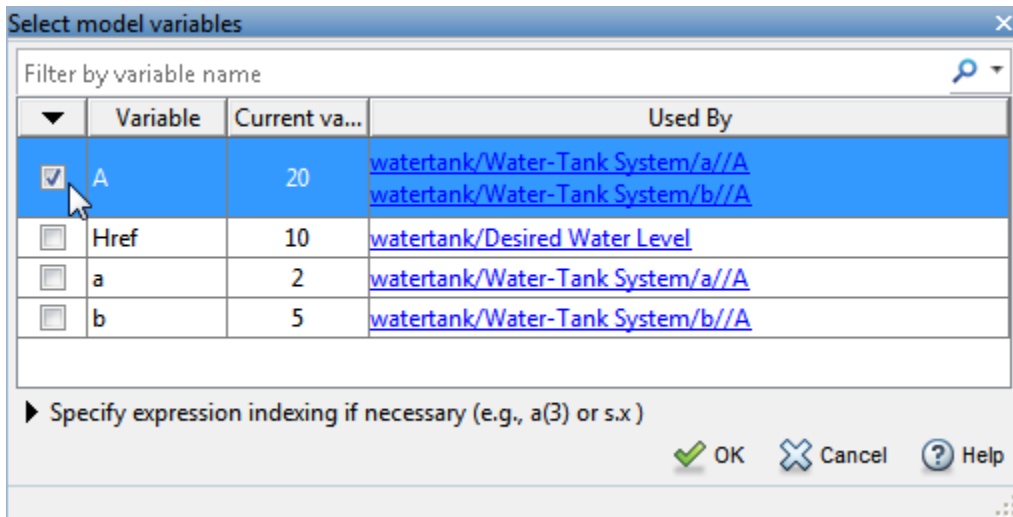 Select model variables
Filter by variable name
Variable Current va... Used By
A 20 watertank/Water-Tank System/a//A
watertank/Water-Tank System/b//A
Href 10 watertank/Desired Water Level
a 2 watertank/Water-Tank System/a//A
b 5 watertank/Water-Tank System/b//A
Specify expression indexing if necessary (e.g., a(3) or s.x )
OK Cancel Help